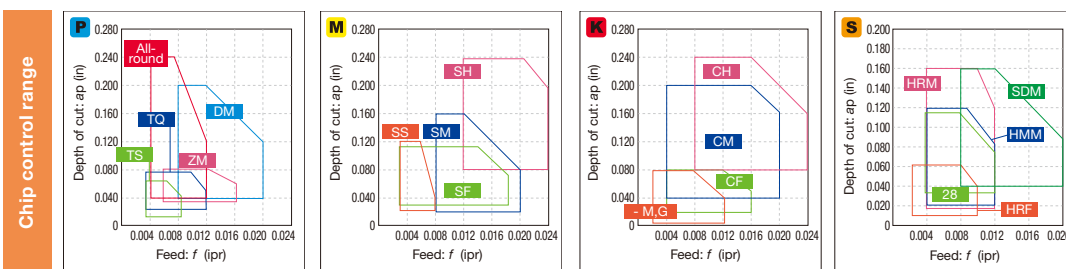 Chip control range
P
Depth of cut: ap (in)
0.280
0.240
0.200
0.160
0.120
0.080
0.040
0
All-
round
DM
TQ
TS
ZM
0.004 0.008 0.012 0.016 0.020 0.024
Feed: f (ipr)
M
Depth of cut: ap (in)
0.280
0.240
0.200
0.160
0.120
0.080
0.040
0
SH
SS
SM
SF
0.004 0.008 0.012 0.016 0.020 0.024
Feed: f (ipr)
K
Depth of cut: ap (in)
0.280
0.240
0.200
0.160
0.120
0.080
0.040
0
CH
CM
CF
- M,G
0.004 0.008 0.012 0.016 0.020 0.024
Feed: f (ipr)
S
Depth of cut: ap (in)
0.200
0.160
0.120
0.080
0.060
0.040
0.020
0
HRM
SDM
HMM
28
HRF
0.004 0.008 0.012 0.016 0.020
Feed: f (ipr)